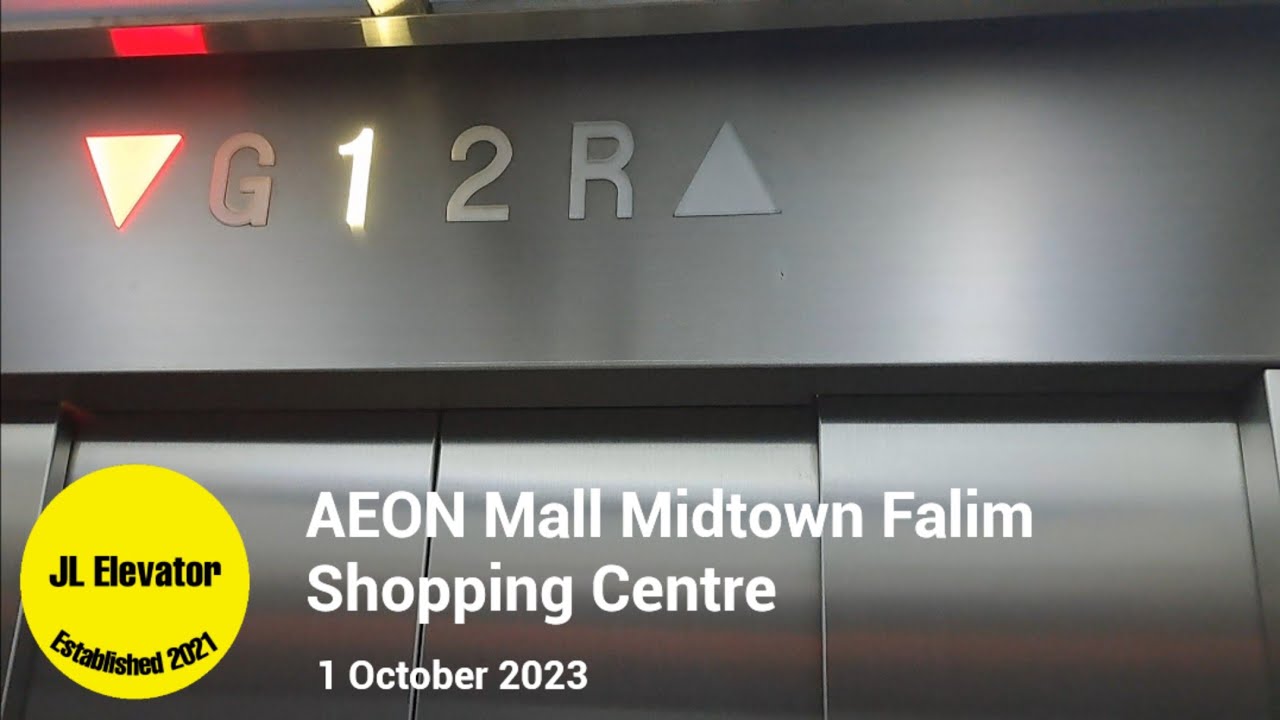 ▼ G 1 2 R ▲
AEON Mall Midtown Falim
Shopping Centre
JL Elevator
Established 2021
1 October 2023